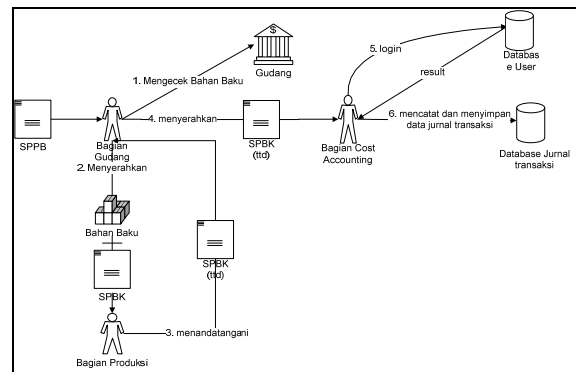 $
Gudang
1. Mengecek Bahan Baku
5. login
result
Databas
e User
SPPB
Bagian
Gudang
4. menyerahkan
SPBK
(ttd)
Bagian Cost
Accounting
6. mencatat dan menyimpan
data jurnal transaksi
Database Jurnal
transaksi
2. Menyerahkan
Bahan Baku
SPBK
SPBK
(ttd)
3. menandatangani
Bagian Produksi